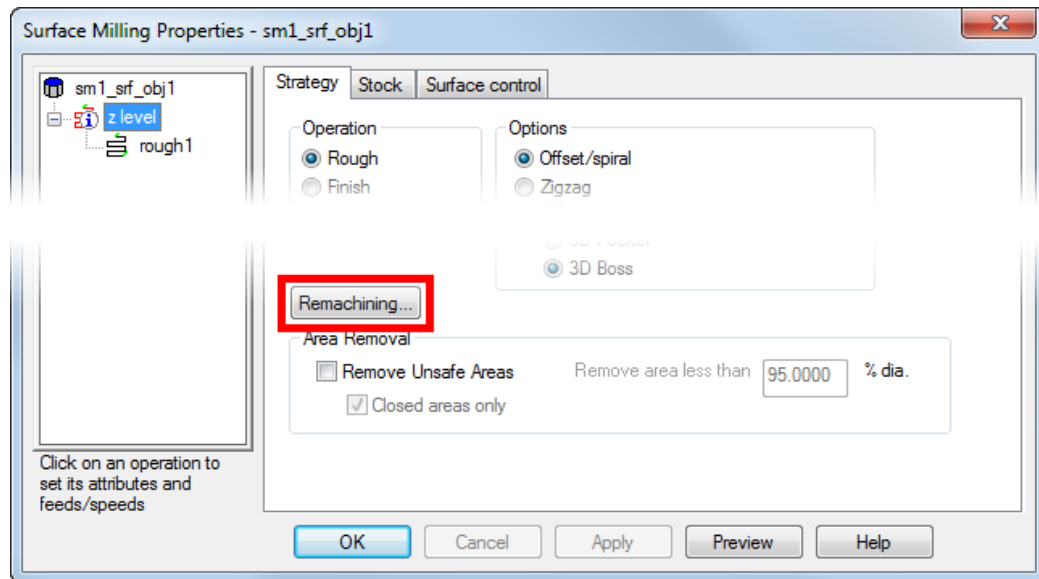 Surface Milling Properties - sm1_srf_obj1
sm1_srf_obj1
z level
rough1
Click on an operation to
set its attributes and
feeds/speeds
Strategy Stock Surface control
Operation
Rough
Finish
Options
Offset/spiral
Zigzag
3D Pocket
3D Boss
Remachining...
Area Removal
Remove Unsafe Areas Remove area less than 95.0000 % dia.
Closed areas only
OK Cancel Apply Preview Help